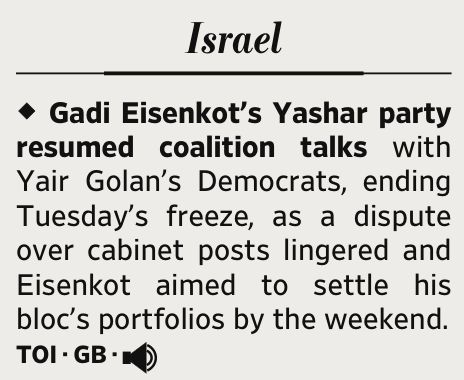 Israel
◆ Gadi Eisenkot’s Yashar party
resumed coalition talks with
Yair Golan’s Democrats, ending
Tuesday’s freeze, as a dispute
over cabinet posts lingered and
Eisenkot aimed to settle his
bloc’s portfolios by the weekend.
TOI · GB ·